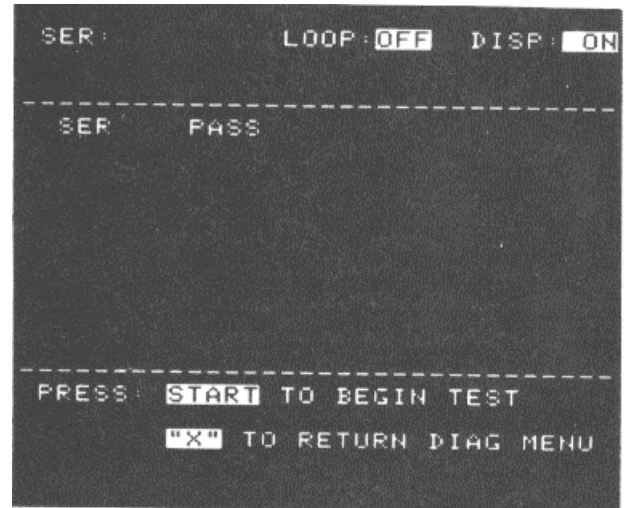 SER: LOOP:OFF DISP: ON
SER PASS
PRESS: START TO BEGIN TEST
"X" TO RETURN DIAG MENU